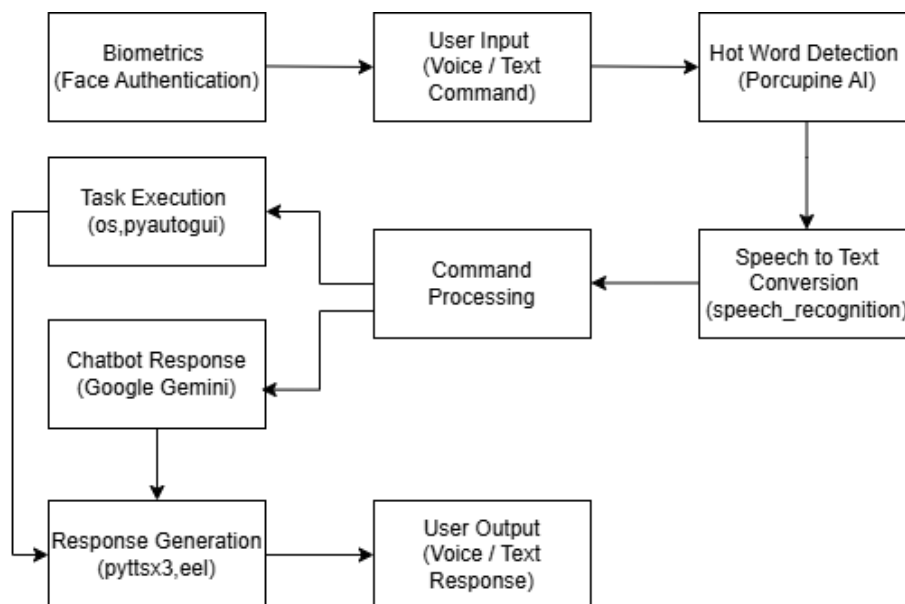 Biometrics
(Face Authentication)
User Input
(Voice / Text
Command)
Hot Word Detection
(Porcupine AI)
Task Execution
(os,pyautogui)
Command
Processing
Speech to Text
Conversion
(speech_recognition)
Chatbot Response
(Google Gemini)
Response Generation
(pyttsx3,eel)
User Output
(Voice / Text
Response)